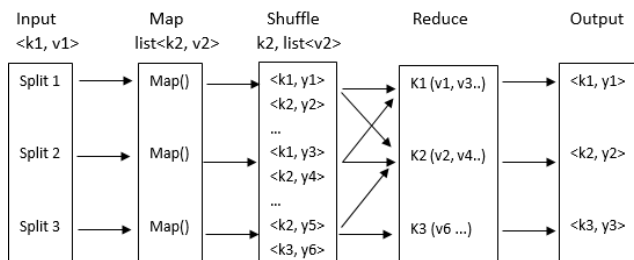 Input Map Shuffle Reduce Output
<k1, v1> list<k2, v2> k2, list<v2>
Split 1 Map() <k1, y1> K1 (v1, v3..) <k1, y1>
<k2, y2>
...
Split 2 Map() <k1, y3> K2 (v2, v4..) <k2, y2>
<k2, y4>
...
Split 3 Map() <k2, y5> K3 (v6 ...) <k3, y3>
<k3, y6>